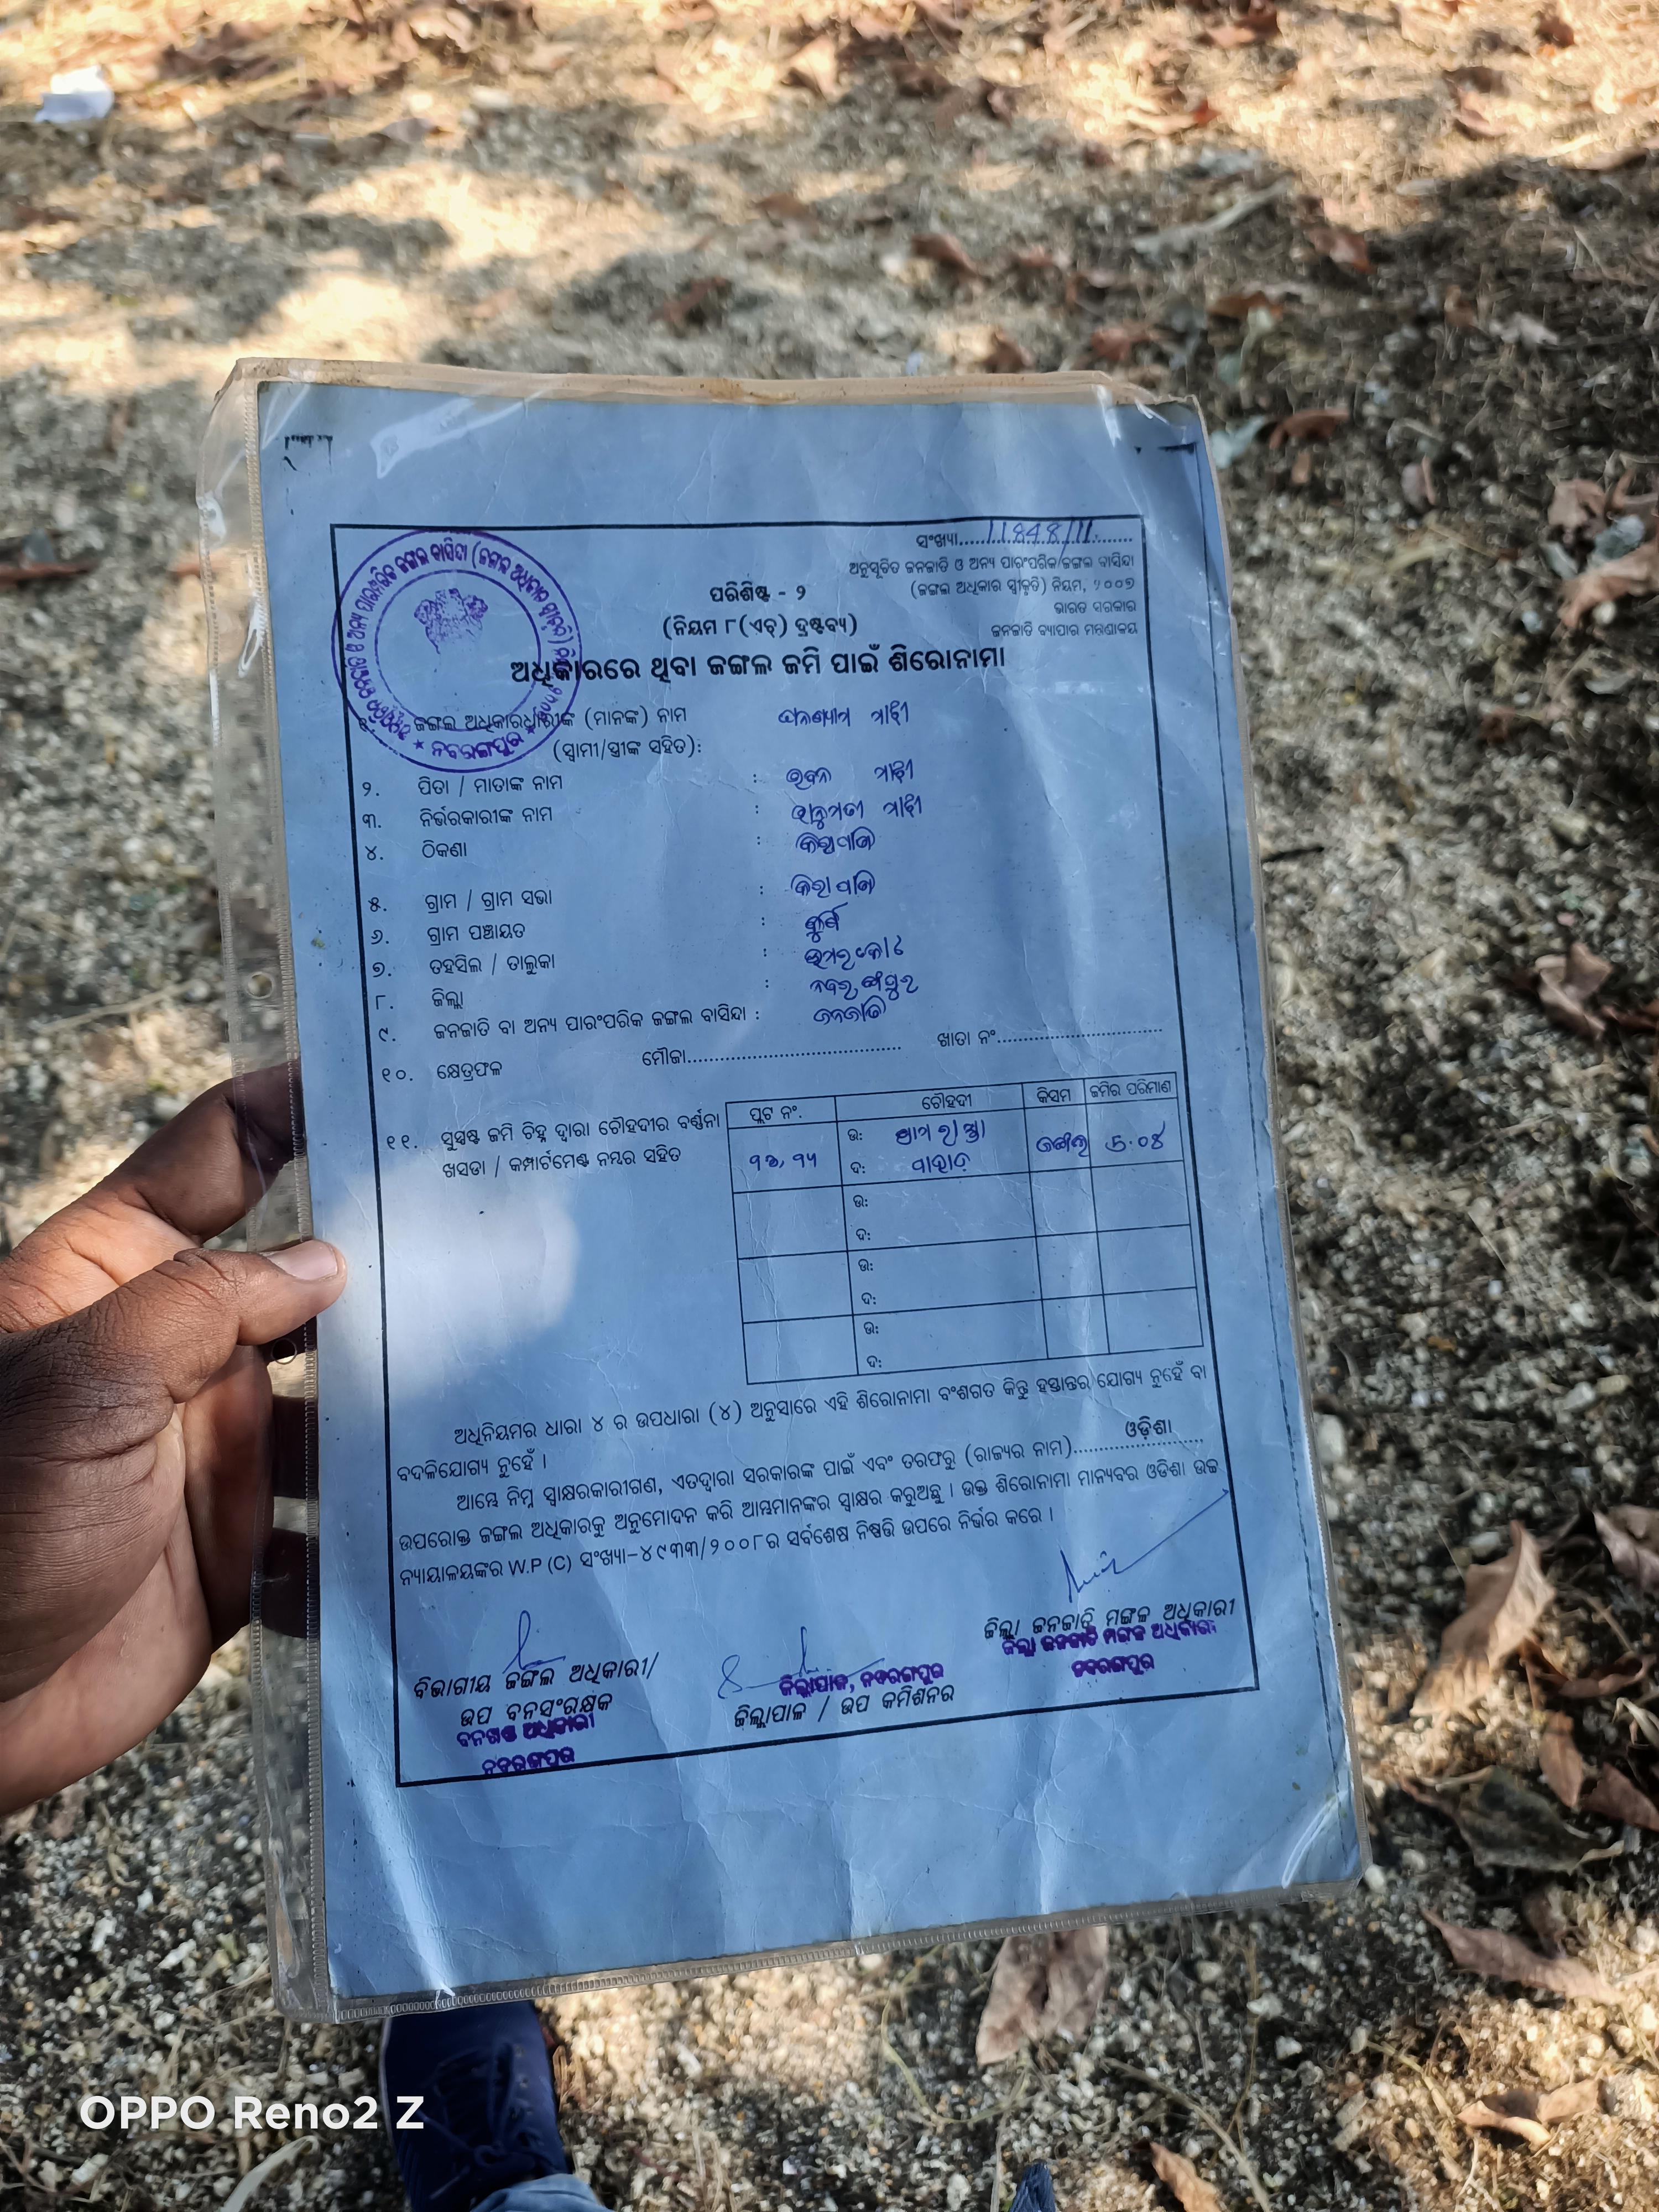 ସଂଖ୍ୟା....11848/11......
ଅନୁସୂଚିତ ଜନଜାତି ଓ ଅନ୍ୟ ପାରଂପରିକ ଜଙ୍ଗଲ ବାସିନ୍ଦା
(ଜଙ୍ଗଲ ଅଧିକାର ସ୍ୱୀକୃତି) ନିୟମ, ୨୦୦୭
ଭାରତ ସରକାର
ଜନଜାତି ବ୍ୟାପାର ମନ୍ତ୍ରଣାଳୟ
ପରିଶିଷ୍ଟ - ୨
(ନିୟମ ୮(ଏଚ୍) ଦ୍ରଷ୍ଟବ୍ୟ)
ଅଧିକାରରେ ଥିବା ଜଙ୍ଗଲ ଜମି ପାଇଁ ଶିରୋନାମା
ନବରଙ୍ଗପୁର
ଜଙ୍ଗଲ ଅଧିକାରଧାରୀଙ୍କ (ମାନଙ୍କ) ନାମ ମାଝୀ
(ସ୍ୱାମୀ/ସ୍ତ୍ରୀଙ୍କ ସହିତ):
୨. ପିତା / ମାତାଙ୍କ ନାମ : ମାଝୀ
୩. ନିର୍ଭରକାରୀଙ୍କ ନାମ : ମାଝୀ
୪. ଠିକଣା :
୫. ଗ୍ରାମ / ଗ୍ରାମ ସଭା :
୬. ଗ୍ରାମ ପଞ୍ଚାୟତ :
୭. ତହସିଲ / ତାଲୁକା : ଉମରକୋଟ
୮. ଜିଲ୍ଲା : ନବରଙ୍ଗପୁର
୯. ଜନଜାତି ବା ଅନ୍ୟ ପାରଂପରିକ ଜଙ୍ଗଲ ବାସିନ୍ଦା : ଜନଜାତି
୧୦. କ୍ଷେତ୍ରଫଳ ମୌଜା.................... ଖାତା ନଂ....................
୧୧. ସୁସ୍ପଷ୍ଟ ଜମି ଚିହ୍ନ ଦ୍ୱାରା ଚୌହଦୀର ବର୍ଣ୍ଣନା
ଖସଡା / କମ୍ପାର୍ଟମେଣ୍ଟ ନମ୍ବର ସହିତ
ପ୍ଲଟ ନଂ. ଚୌହଦୀ କିସମ ଜମିର ପରିମାଣ
ଉ: ଗ୍ରାମ ରାସ୍ତା ଜଙ୍ଗଲ
ଦ: ପାହାଡ଼
ଉ:
ଦ:
ଉ:
ଦ:
ଉ:
ଦ:
ଅଧିନିୟମର ଧାରା ୪ ର ଉପଧାରା (୪) ଅନୁସାରେ ଏହି ଶିରୋନାମା ବଂଶଗତ କିନ୍ତୁ ହସ୍ତାନ୍ତର ଯୋଗ୍ୟ ନୁହେଁ ବା
ବଦଳିଯୋଗ୍ୟ ନୁହେଁ ।
ଆମ୍ଭେ ନିମ୍ନ ସ୍ୱାକ୍ଷରକାରୀଗଣ, ଏତଦ୍ୱାରା ସରକାରଙ୍କ ପାଇଁ ଏବଂ ତରଫରୁ (ରାଜ୍ୟର ନାମ)....ଓଡ଼ିଶା....
ଉପରୋକ୍ତ ଜଙ୍ଗଲ ଅଧିକାରକୁ ଅନୁମୋଦନ କରି ଆମ୍ଭମାନଙ୍କର ସ୍ୱାକ୍ଷର କରୁଅଛୁ । ଉକ୍ତ ଶିରୋନାମା ମାନ୍ୟବର ଓଡିଶା ଉଚ୍ଚ
ନ୍ୟାୟାଳୟଙ୍କର W.P (C) ସଂଖ୍ୟା-୪୯୩୩/୨୦୦୮ର ସର୍ବଶେଷ ନିଷ୍ପତ୍ତି ଉପରେ ନିର୍ଭର କରେ ।
ବିଭାଗୀୟ ଜଙ୍ଗଲ ଅଧିକାରୀ/
ଉପ ବନସଂରକ୍ଷକ
ବନଖଣ୍ଡ ଅଧିକାରୀ
ନବରଙ୍ଗପୁର
ଜିଲ୍ଲାପାଳ, ନବରଙ୍ଗପୁର
ଜିଲ୍ଲାପାଳ / ଉପ କମିଶନର
ଜିଲ୍ଲା ଜନଜାତି ମଙ୍ଗଳ ଅଧିକାରୀ
ଜିଲ୍ଲା ଜନଜାତି ମଙ୍ଗଳ ଅଧିକାରୀ
ନବରଙ୍ଗପୁର
OPPO Reno2 Z